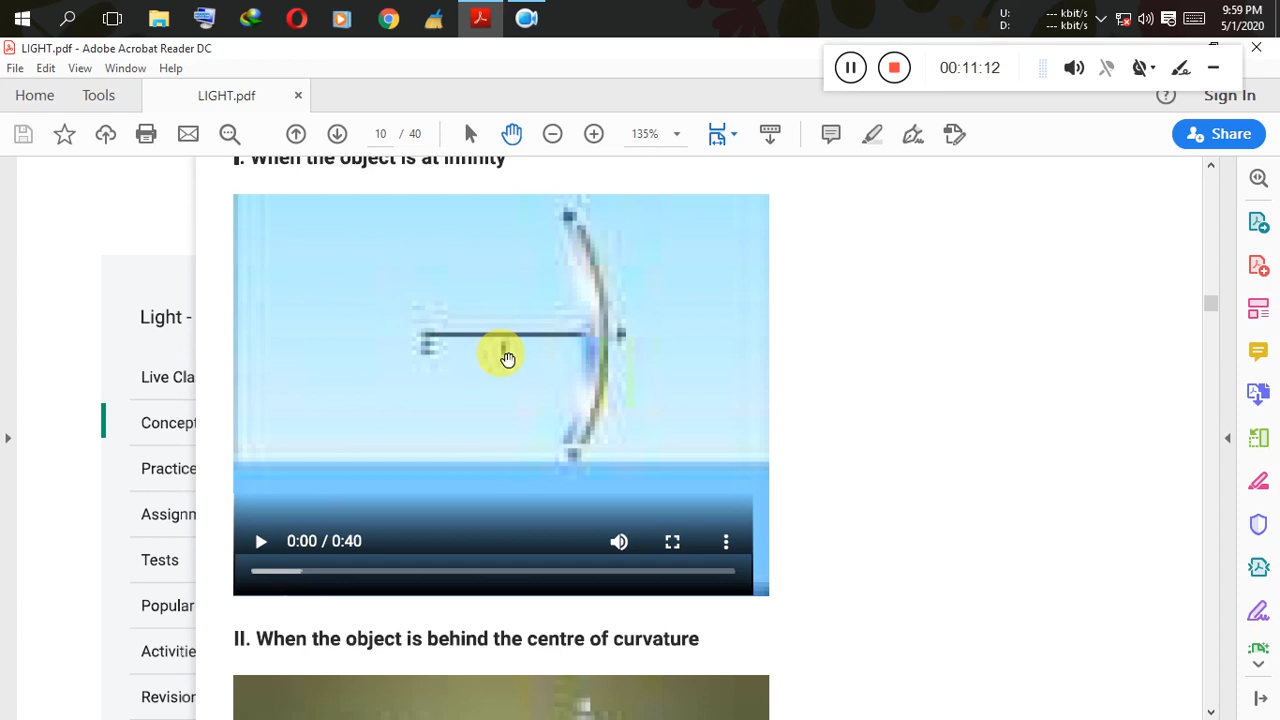 9:59 PM
U:
--- kbit/s
D:
--- kbit/s
5/1/2020
LIGHT.pdf - Adobe Acrobat Reader DC
File Edit View Window Help
00:11:12
Home Tools LIGHT.pdf × Sign In
10 / 40 135% Share
I. When the object is at infinity
Light -
Live Cla
Concept
Practice
Assignm
Tests
Popular
Activitie
Revision
0:00 / 0:40
II. When the object is behind the centre of curvature